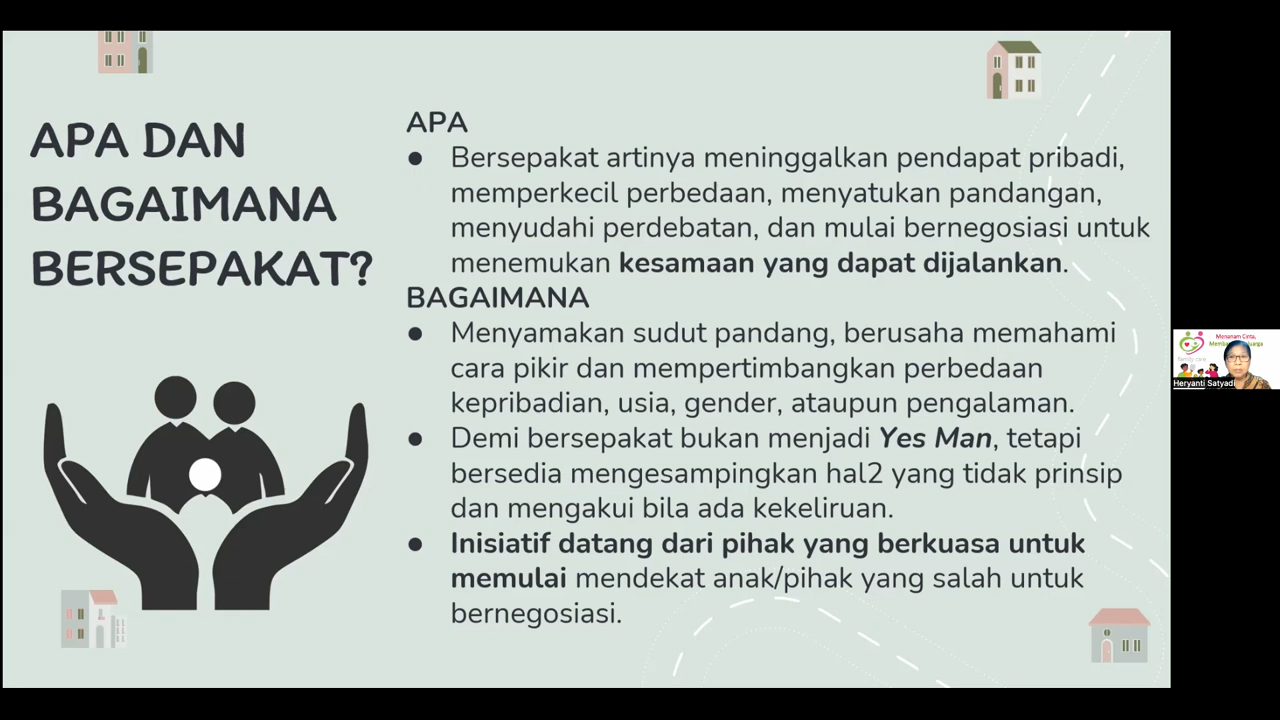 APA DAN
BAGAIMANA
BERSEPAKAT?
APA
● Bersepakat artinya meninggalkan pendapat pribadi,
memperkecil perbedaan, menyatukan pandangan,
menyudahi perdebatan, dan mulai bernegosiasi untuk
menemukan kesamaan yang dapat dijalankan.
BAGAIMANA
● Menyamakan sudut pandang, berusaha memahami
cara pikir dan mempertimbangkan perbedaan
kepribadian, usia, gender, ataupun pengalaman.
● Demi bersepakat bukan menjadi Yes Man, tetapi
bersedia mengesampingkan hal2 yang tidak prinsip
dan mengakui bila ada kekeliruan.
● Inisiatif datang dari pihak yang berkuasa untuk
memulai mendekat anak/pihak yang salah untuk
bernegosiasi.
Menanam Cinta,
family care
Heryanti Satyadi